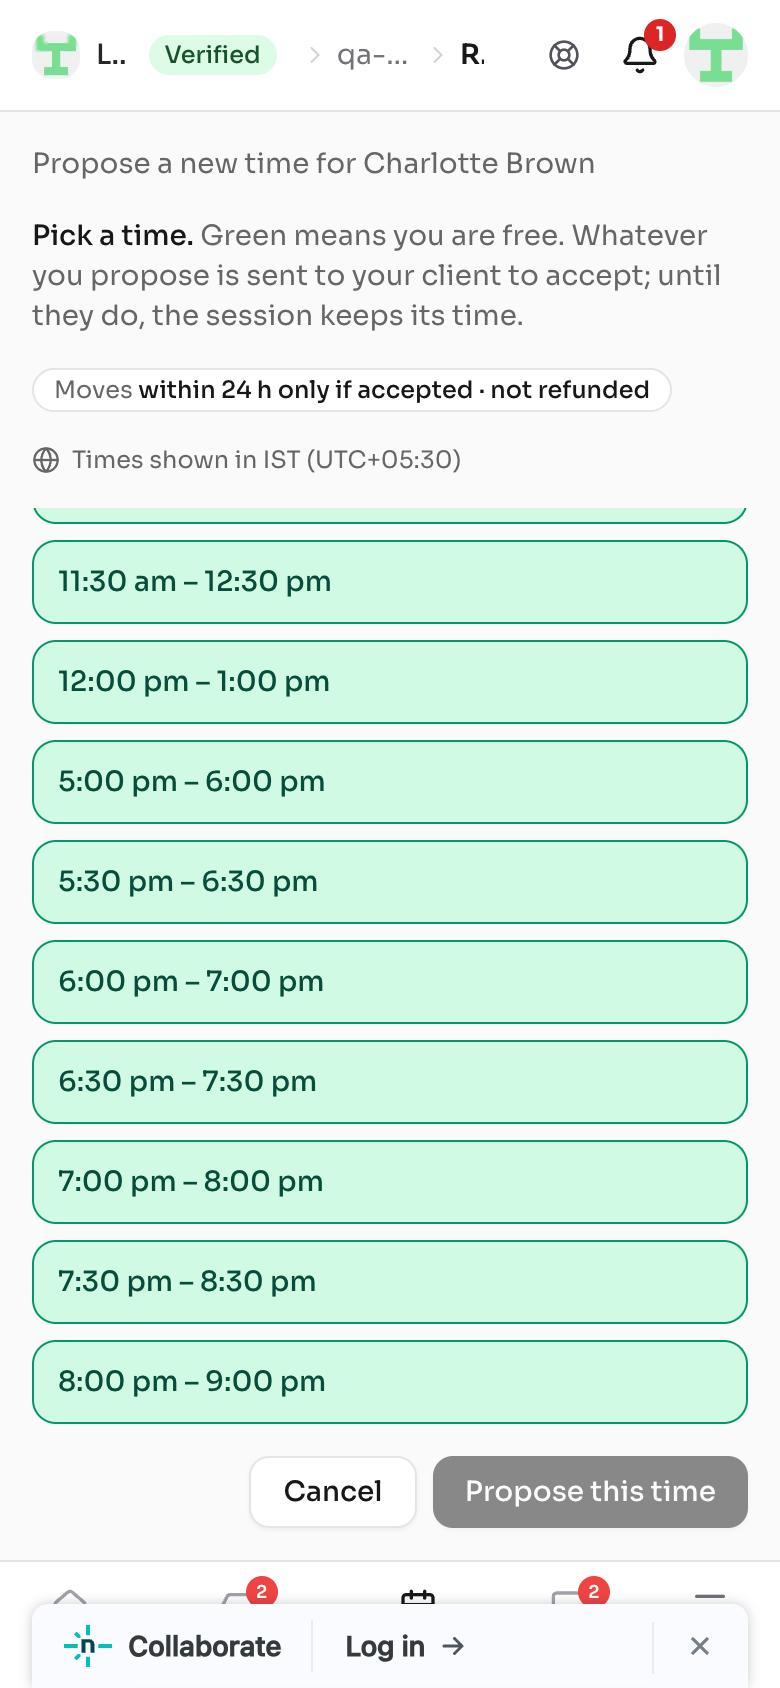 L..
Verified
qa-...
R.
1
Propose a new time for Charlotte Brown
Pick a time. Green means you are free. Whatever
you propose is sent to your client to accept; until
they do, the session keeps its time.
Moves within 24 h only if accepted · not refunded
Times shown in IST (UTC+05:30)
11:30 am – 12:30 pm
12:00 pm – 1:00 pm
5:00 pm – 6:00 pm
5:30 pm – 6:30 pm
6:00 pm – 7:00 pm
6:30 pm – 7:30 pm
7:00 pm – 8:00 pm
7:30 pm – 8:30 pm
8:00 pm – 9:00 pm
Cancel
Propose this time
2
2
n
Collaborate
Log in →